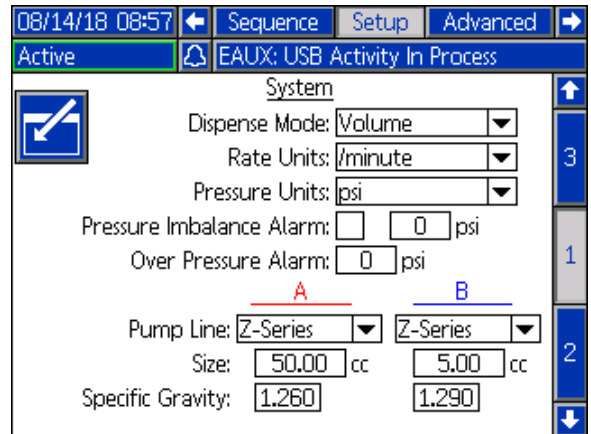 08/14/18 08:57 Sequence Setup Advanced
Active EAUX: USB Activity In Process
System
Dispense Mode: Volume
Rate Units: /minute
3
Pressure Units: psi
Pressure Imbalance Alarm: 0 psi
Over Pressure Alarm: 0 psi
1
A B
Pump Line: Z-Series Z-Series
Size: 50.00 cc 5.00 cc
2
Specific Gravity: 1.260 1.290